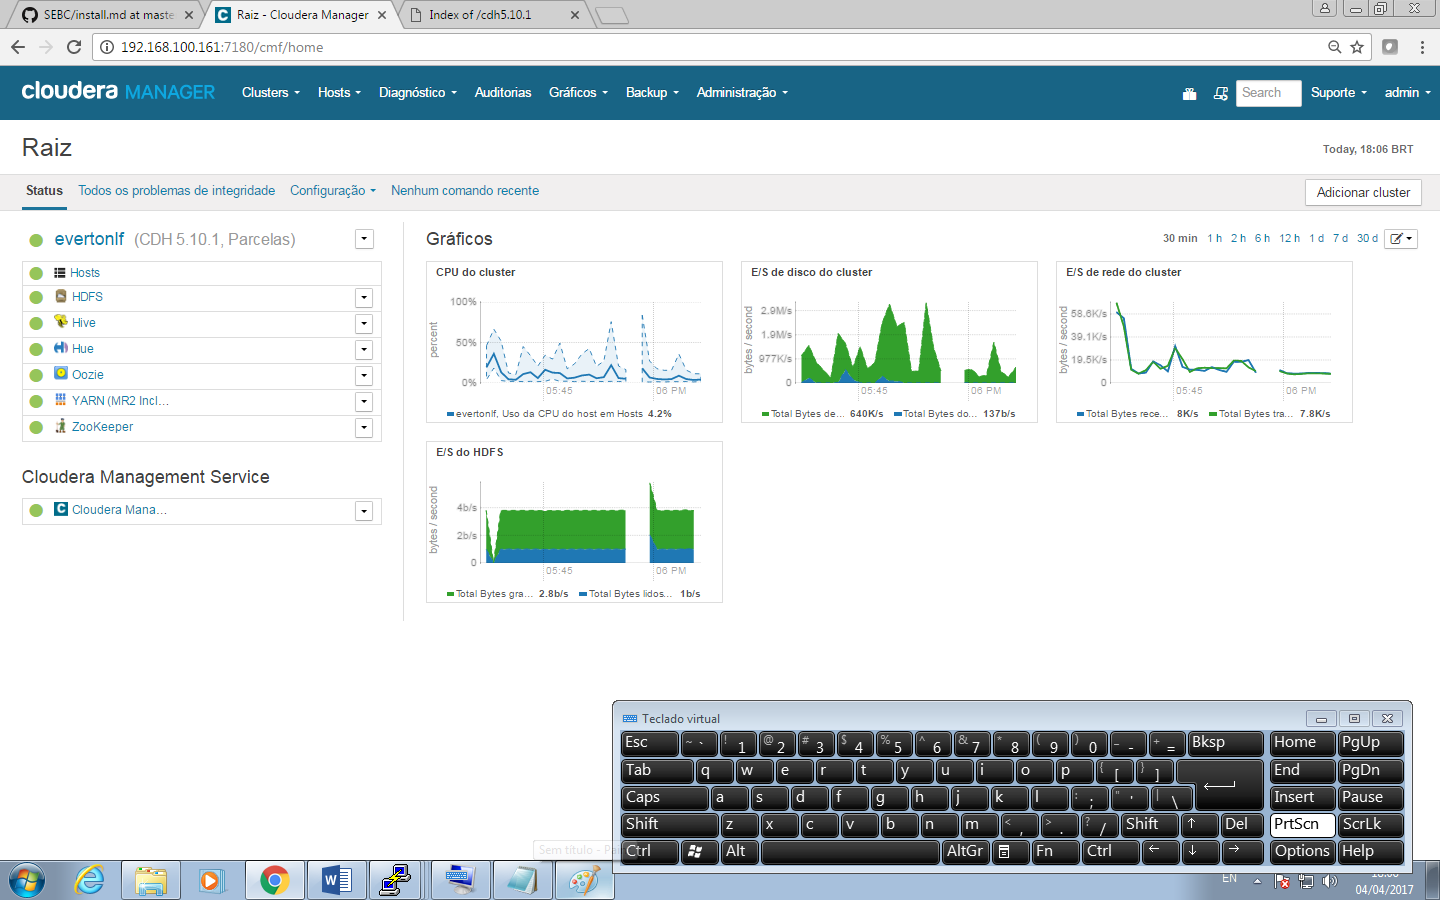 SEBC/install.md at maste
Raiz - Cloudera Manager
Index of /cdh5.10.1
192.168.100.161:7180/cmf/home
cloudera MANAGER
Clusters
Hosts
Diagnóstico
Auditorias
Gráficos
Backup
Administração
Search
Suporte
admin
Raiz
Today, 18:06 BRT
Status
Todos os problemas de integridade
Configuração
Nenhum comando recente
Adicionar cluster
evertonlf (CDH 5.10.1, Parcelas)
Hosts
HDFS
Hive
Hue
Oozie
YARN (MR2 Incl...
ZooKeeper
Cloudera Management Service
C Cloudera Mana...
Gráficos
30 min 1 h 2 h 6 h 12 h 1 d 7 d 30 d
CPU do cluster
percent
100%
50%
0%
05:45
06 PM
evertonlf, Uso da CPU do host em Hosts 4.2%
E/S de disco do cluster
bytes / second
2.9M/s
1.9M/s
977K/s
0
05:45
06 PM
Total Bytes de... 640K/s Total Bytes do... 137b/s
E/S de rede do cluster
bytes / second
58.6K/s
39.1K/s
19.5K/s
0
05:45
06 PM
Total Bytes rece... 8K/s Total Bytes tra... 7.8K/s
E/S do HDFS
bytes / second
4b/s
2b/s
0
05:45
06 PM
Total Bytes gra... 2.8b/s Total Bytes lidos... 1b/s
Teclado virtual
Esc ~ ` ! 1 @ 2 # 3 $ 4 % 5 ^ 6 & 7 * 8 ( 9 ) 0 _ - + = Bksp Home PgUp
Tab q w e r t y u i o p { [ } ] End PgDn
Caps a s d f g h j k l : ; " ' | \ Insert Pause
Shift z x c v b n m < , > . ? / Shift ↑ Del PrtScn ScrLk
Ctrl Alt AltGr Fn Ctrl ← ↓ → Options Help
Sem título - Pa
EN
04/04/2017